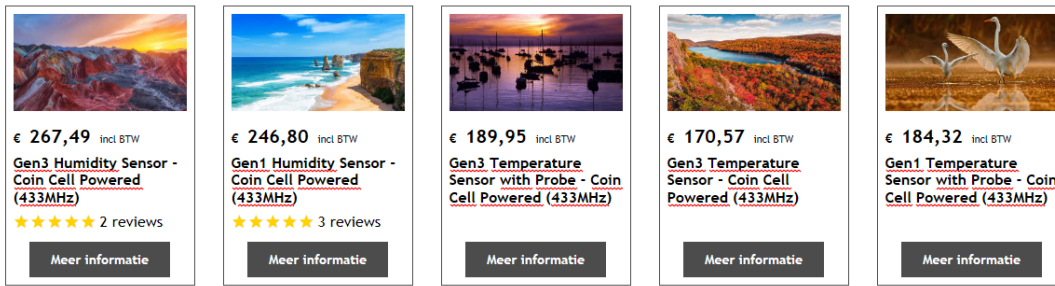 € 267,49 incl BTW
Gen3 Humidity Sensor -
Coin Cell Powered
(433MHz)
2 reviews
Meer informatie
€ 246,80 incl BTW
Gen1 Humidity Sensor -
Coin Cell Powered
(433MHz)
3 reviews
Meer informatie
€ 189,95 incl BTW
Gen3 Temperature
Sensor with Probe - Coin
Cell Powered (433MHz)
Meer informatie
€ 170,57 incl BTW
Gen3 Temperature
Sensor - Coin Cell
Powered (433MHz)
Meer informatie
€ 184,32 incl BTW
Gen1 Temperature
Sensor with Probe - Coin
Cell Powered (433MHz)
Meer informatie